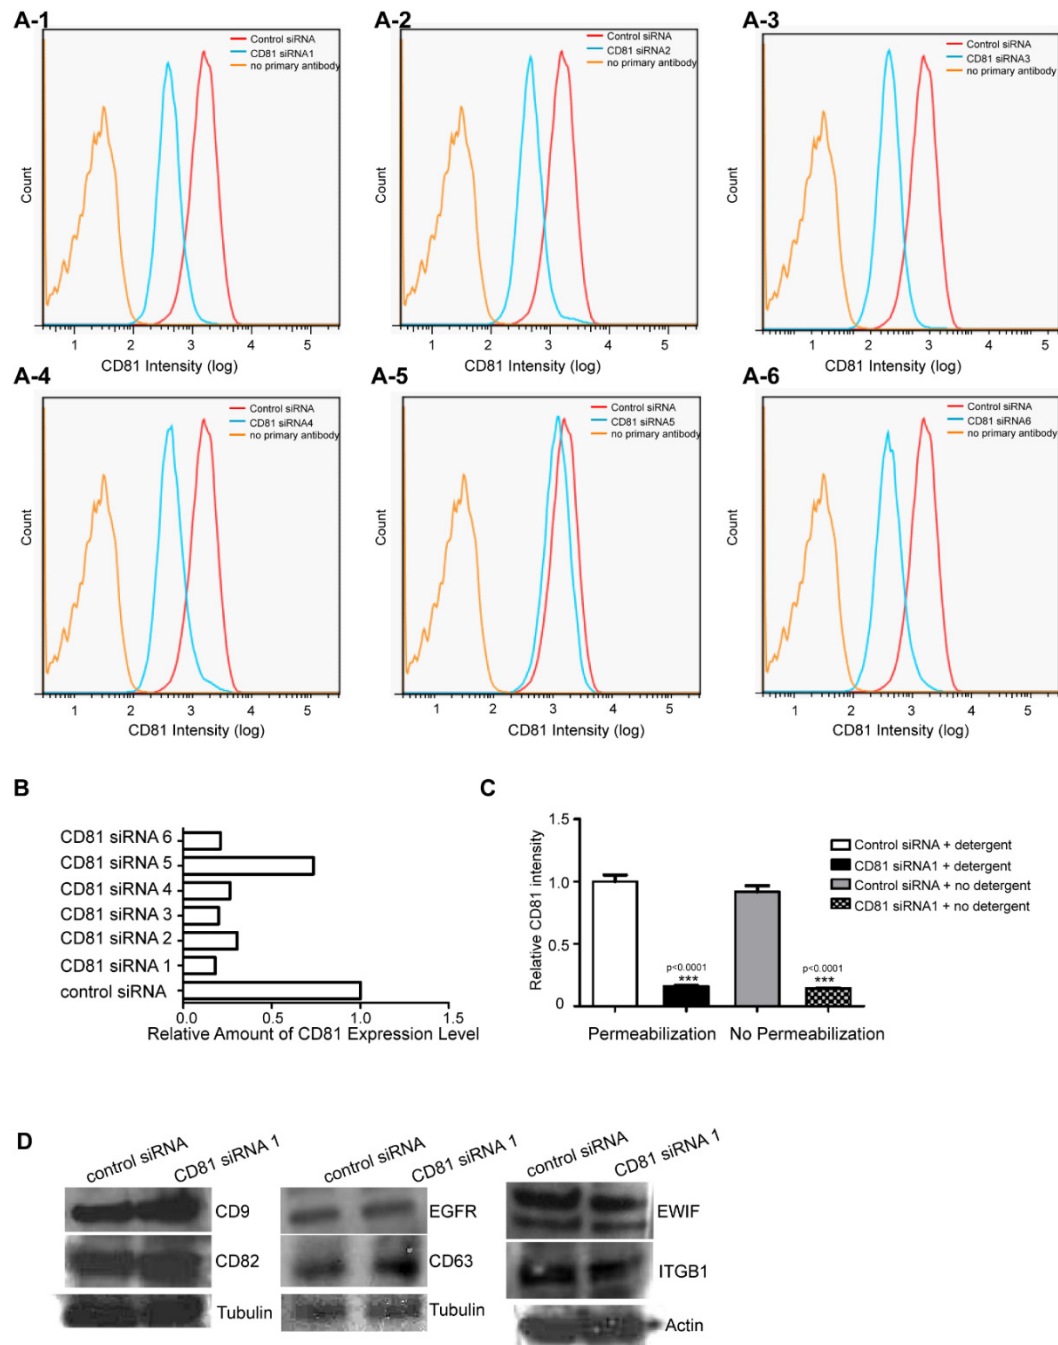 A-1
Control siRNA
CD81 siRNA1
no primary antibody
Count
1 2 3 4 5
CD81 Intensity (log)
A-2
Control siRNA
CD81 siRNA2
no primary antibody
Count
1 2 3 4 5
CD81 Intensity (log)
A-3
Control siRNA
CD81 siRNA3
no primary antibody
Count
1 2 3 4 5
CD81 Intensity (log)
A-4
Control siRNA
CD81 siRNA4
no primary antibody
Count
1 2 3 4 5
CD81 Intensity (log)
A-5
Control siRNA
CD81 siRNA5
no primary antibody
Count
1 2 3 4 5
CD81 Intensity (log)
A-6
Control siRNA
CD81 siRNA6
no primary antibody
Count
1 2 3 4 5
CD81 Intensity (log)
B
CD81 siRNA 6
CD81 siRNA 5
CD81 siRNA 4
CD81 siRNA 3
CD81 siRNA 2
CD81 siRNA 1
control siRNA
0.0 0.5 1.0 1.5
Relative Amount of CD81 Expression Level
C
Relative CD81 intensity
1.5
1.0
0.5
0
p<0.0001
***
p<0.0001
***
Permeabilization No Permeabilization
Control siRNA + detergent
CD81 siRNA1 + detergent
Control siRNA + no detergent
CD81 siRNA1 + no detergent
D
control siRNA CD81 siRNA 1
CD9
CD82
Tubulin
control siRNA CD81 siRNA 1
EGFR
CD63
Tubulin
control siRNA CD81 siRNA 1
EWIF
ITGB1
Actin